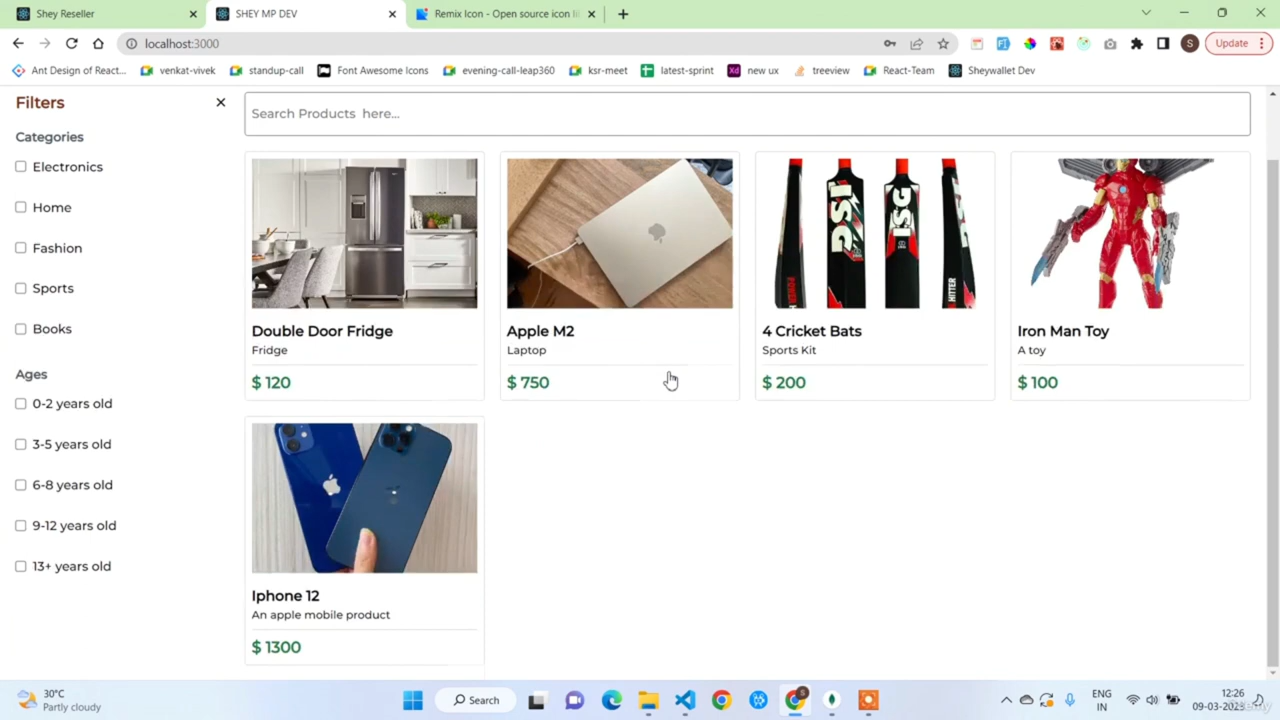 Shey Reseller
SHEY MP DEV
Remix Icon - Open source icon li
localhost:3000
S
Update
Ant Design of React...
venkat-vivek
standup-call
Font Awesome Icons
evening-call-leap360
ksr-meet
latest-sprint
Xd
new ux
treeview
React-Team
Sheywallet Dev
Filters
Search Products here...
Categories
Electronics
Home
Fashion
Sports
Books
Ages
0-2 years old
3-5 years old
6-8 years old
9-12 years old
13+ years old
Double Door Fridge
Fridge
$ 120
Apple M2
Laptop
$ 750
4 Cricket Bats
Sports Kit
$ 200
Iron Man Toy
A toy
$ 100
Iphone 12
An apple mobile product
$ 1300
30°C
Partly cloudy
Search
ENG
IN
12:26
09-03-2023